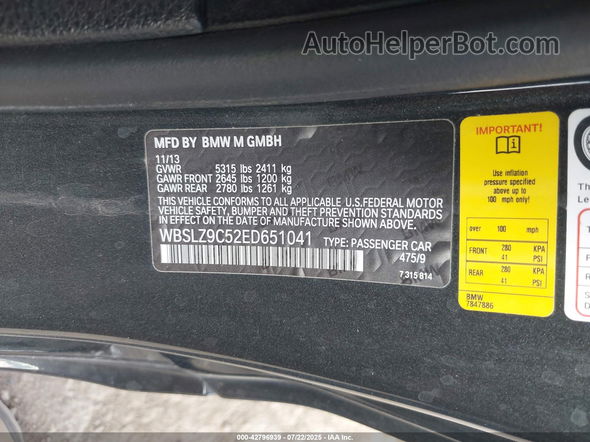 AutoHelperBot.com
MFD BY BMW M GMBH
11/13
GVWR 5315 lbs 2411 kg
GAWR FRONT 2645 lbs 1200 kg
GAWR REAR 2780 lbs 1261 kg
THIS VEHICLE CONFORMS TO ALL APPLICABLE U.S.FEDERAL MOTOR
VEHICLE SAFETY, BUMPER, AND THEFT PREVENTION STANDARDS
IN EFFECT ON THE DATE OF MANUFACTURE SHOWN ABOVE.
WBSLZ9C52ED651041 TYPE: PASSENGER CAR
475/9
7 315 814
IMPORTANT!
Use inflation
pressure specified
above up to
100 mph only!
over 100 mph
FRONT 280 KPA
41 PSI
REAR 280 KPA
41 PSI
BMW
7847886
The
000-42796939 - 07/22/2025 - IAA Inc.